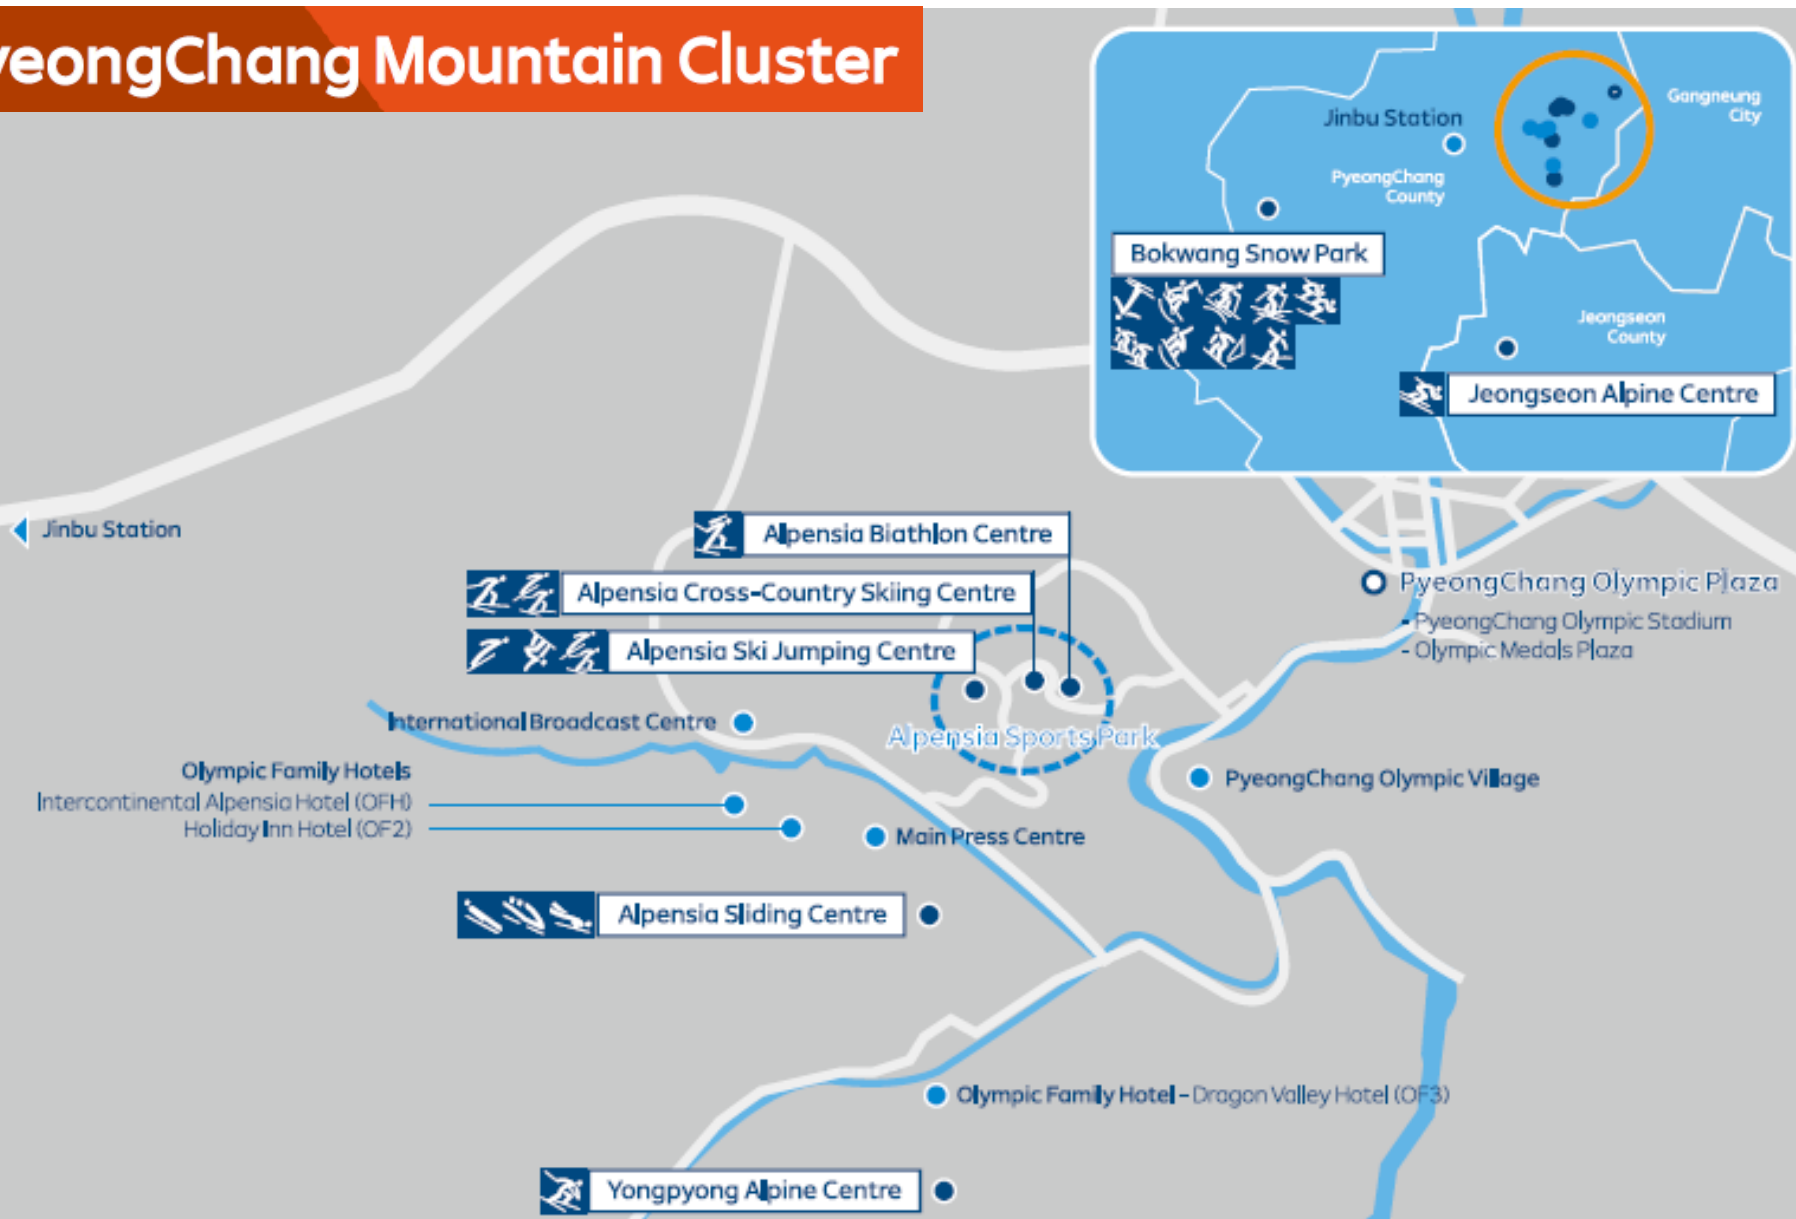 yeongChang Mountain Cluster
Gangneung
City
Jinbu Station
PyeongChang
County
Bokwang Snow Park
Jeongseon
County
Jeongseon Alpine Centre
Jinbu Station
Alpensia Biathlon Centre
Alpensia Cross-Country Skiing Centre
Alpensia Ski Jumping Centre
PyeongChang Olympic Plaza
- PyeongChang Olympic Stadium
- Olympic Medals Plaza
International Broadcast Centre
Alpensia Sports Park
Olympic Family Hotels
Intercontinental Alpensia Hotel (OFH)
Holiday Inn Hotel (OF2)
PyeongChang Olympic Village
Main Press Centre
Alpensia Sliding Centre
Olympic Family Hotel – Dragon Valley Hotel (OF3)
Yongpyong Alpine Centre